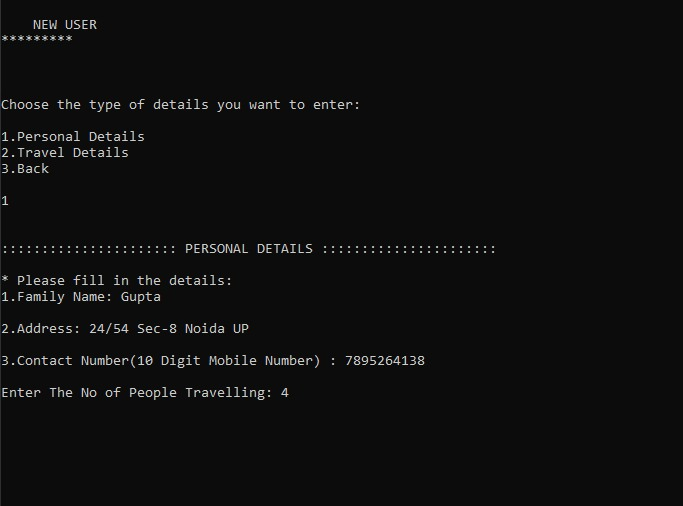 NEW USER
*********
Choose the type of details you want to enter:
1.Personal Details
2.Travel Details
3.Back
1
:::::::::::::::::::::: PERSONAL DETAILS ::::::::::::::::::::::
* Please fill in the details:
1.Family Name: Gupta
2.Address: 24/54 Sec-8 Noida UP
3.Contact Number(10 Digit Mobile Number) : 7895264138
Enter The No of People Travelling: 4